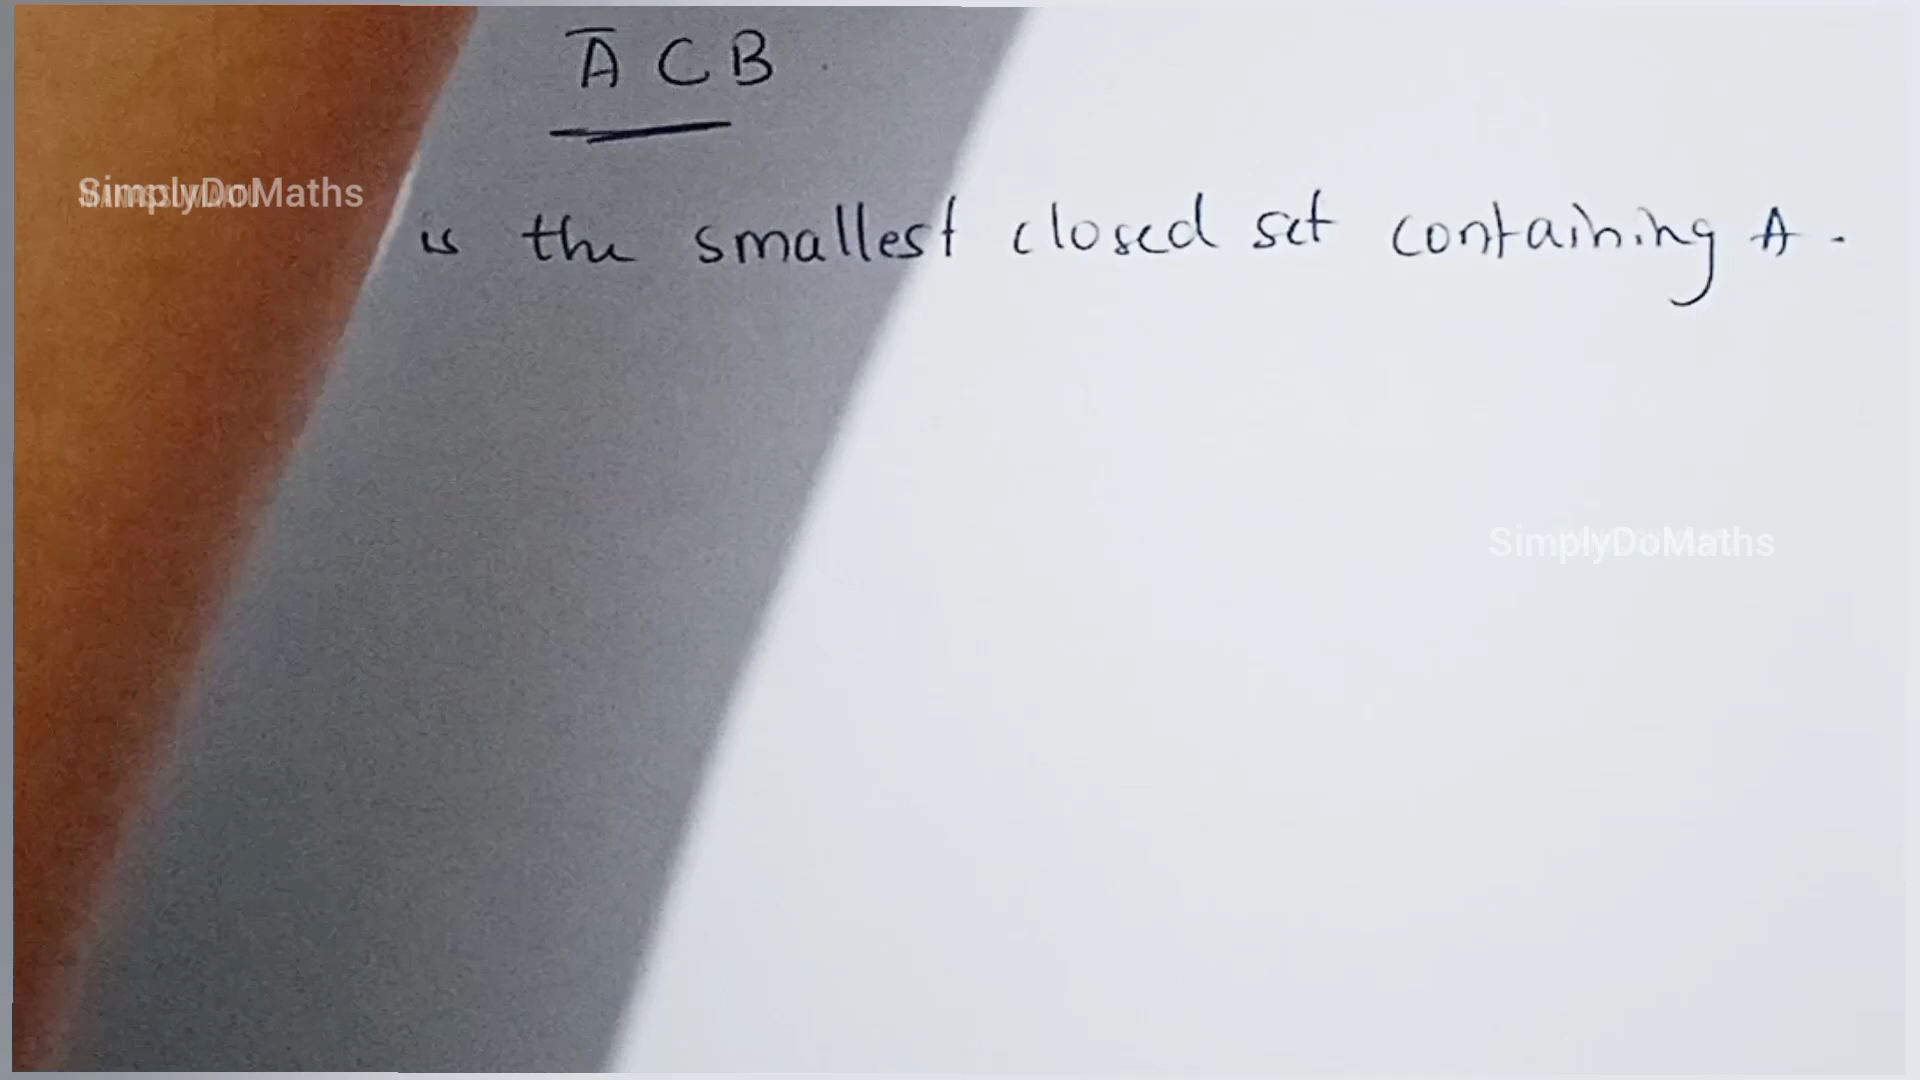 Ā ⊂ B
is the smallest closed set containing A.
SimplyDoMaths
SimplyDoMaths